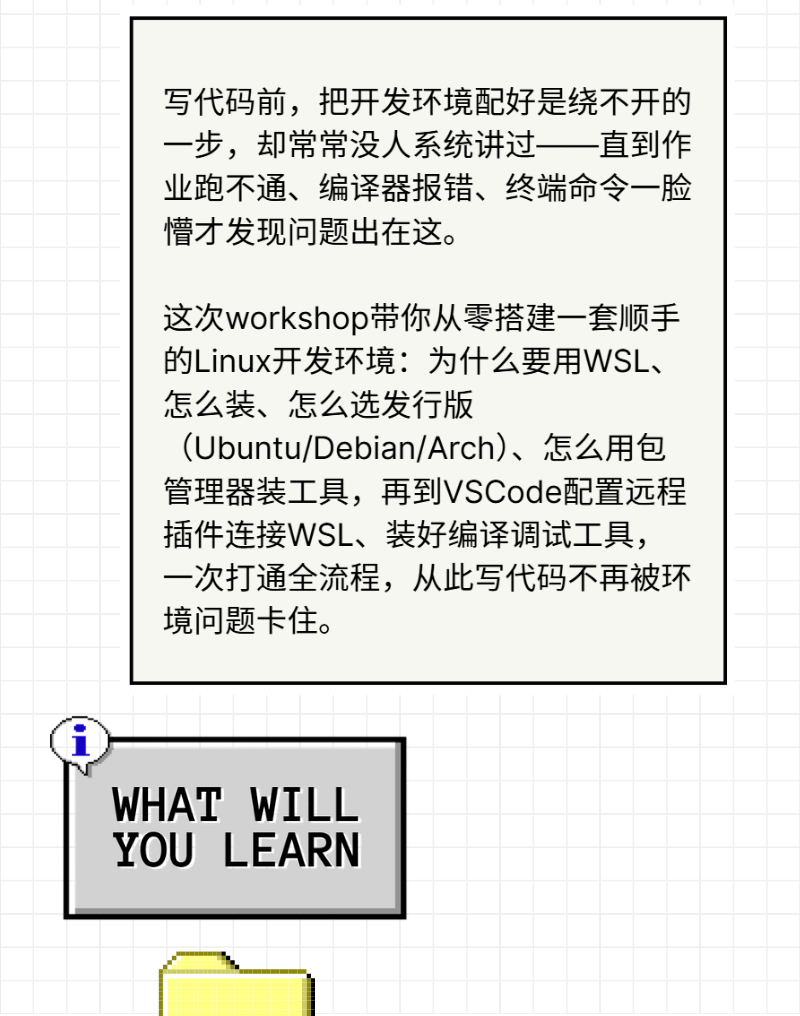 写代码前，把开发环境配好是绕不开的
一步，却常常没人系统讲过——直到作
业跑不通、编译器报错、终端命令一脸
懵才发现问题出在这。
这次workshop带你从零搭建一套顺手
的Linux开发环境：为什么要用WSL、
怎么装、怎么选发行版
（Ubuntu/Debian/Arch）、怎么用包
管理器装工具，再到VSCode配置远程
插件连接WSL、装好编译调试工具，
一次打通全流程，从此写代码不再被环
境问题卡住。
i
WHAT WILL
YOU LEARN